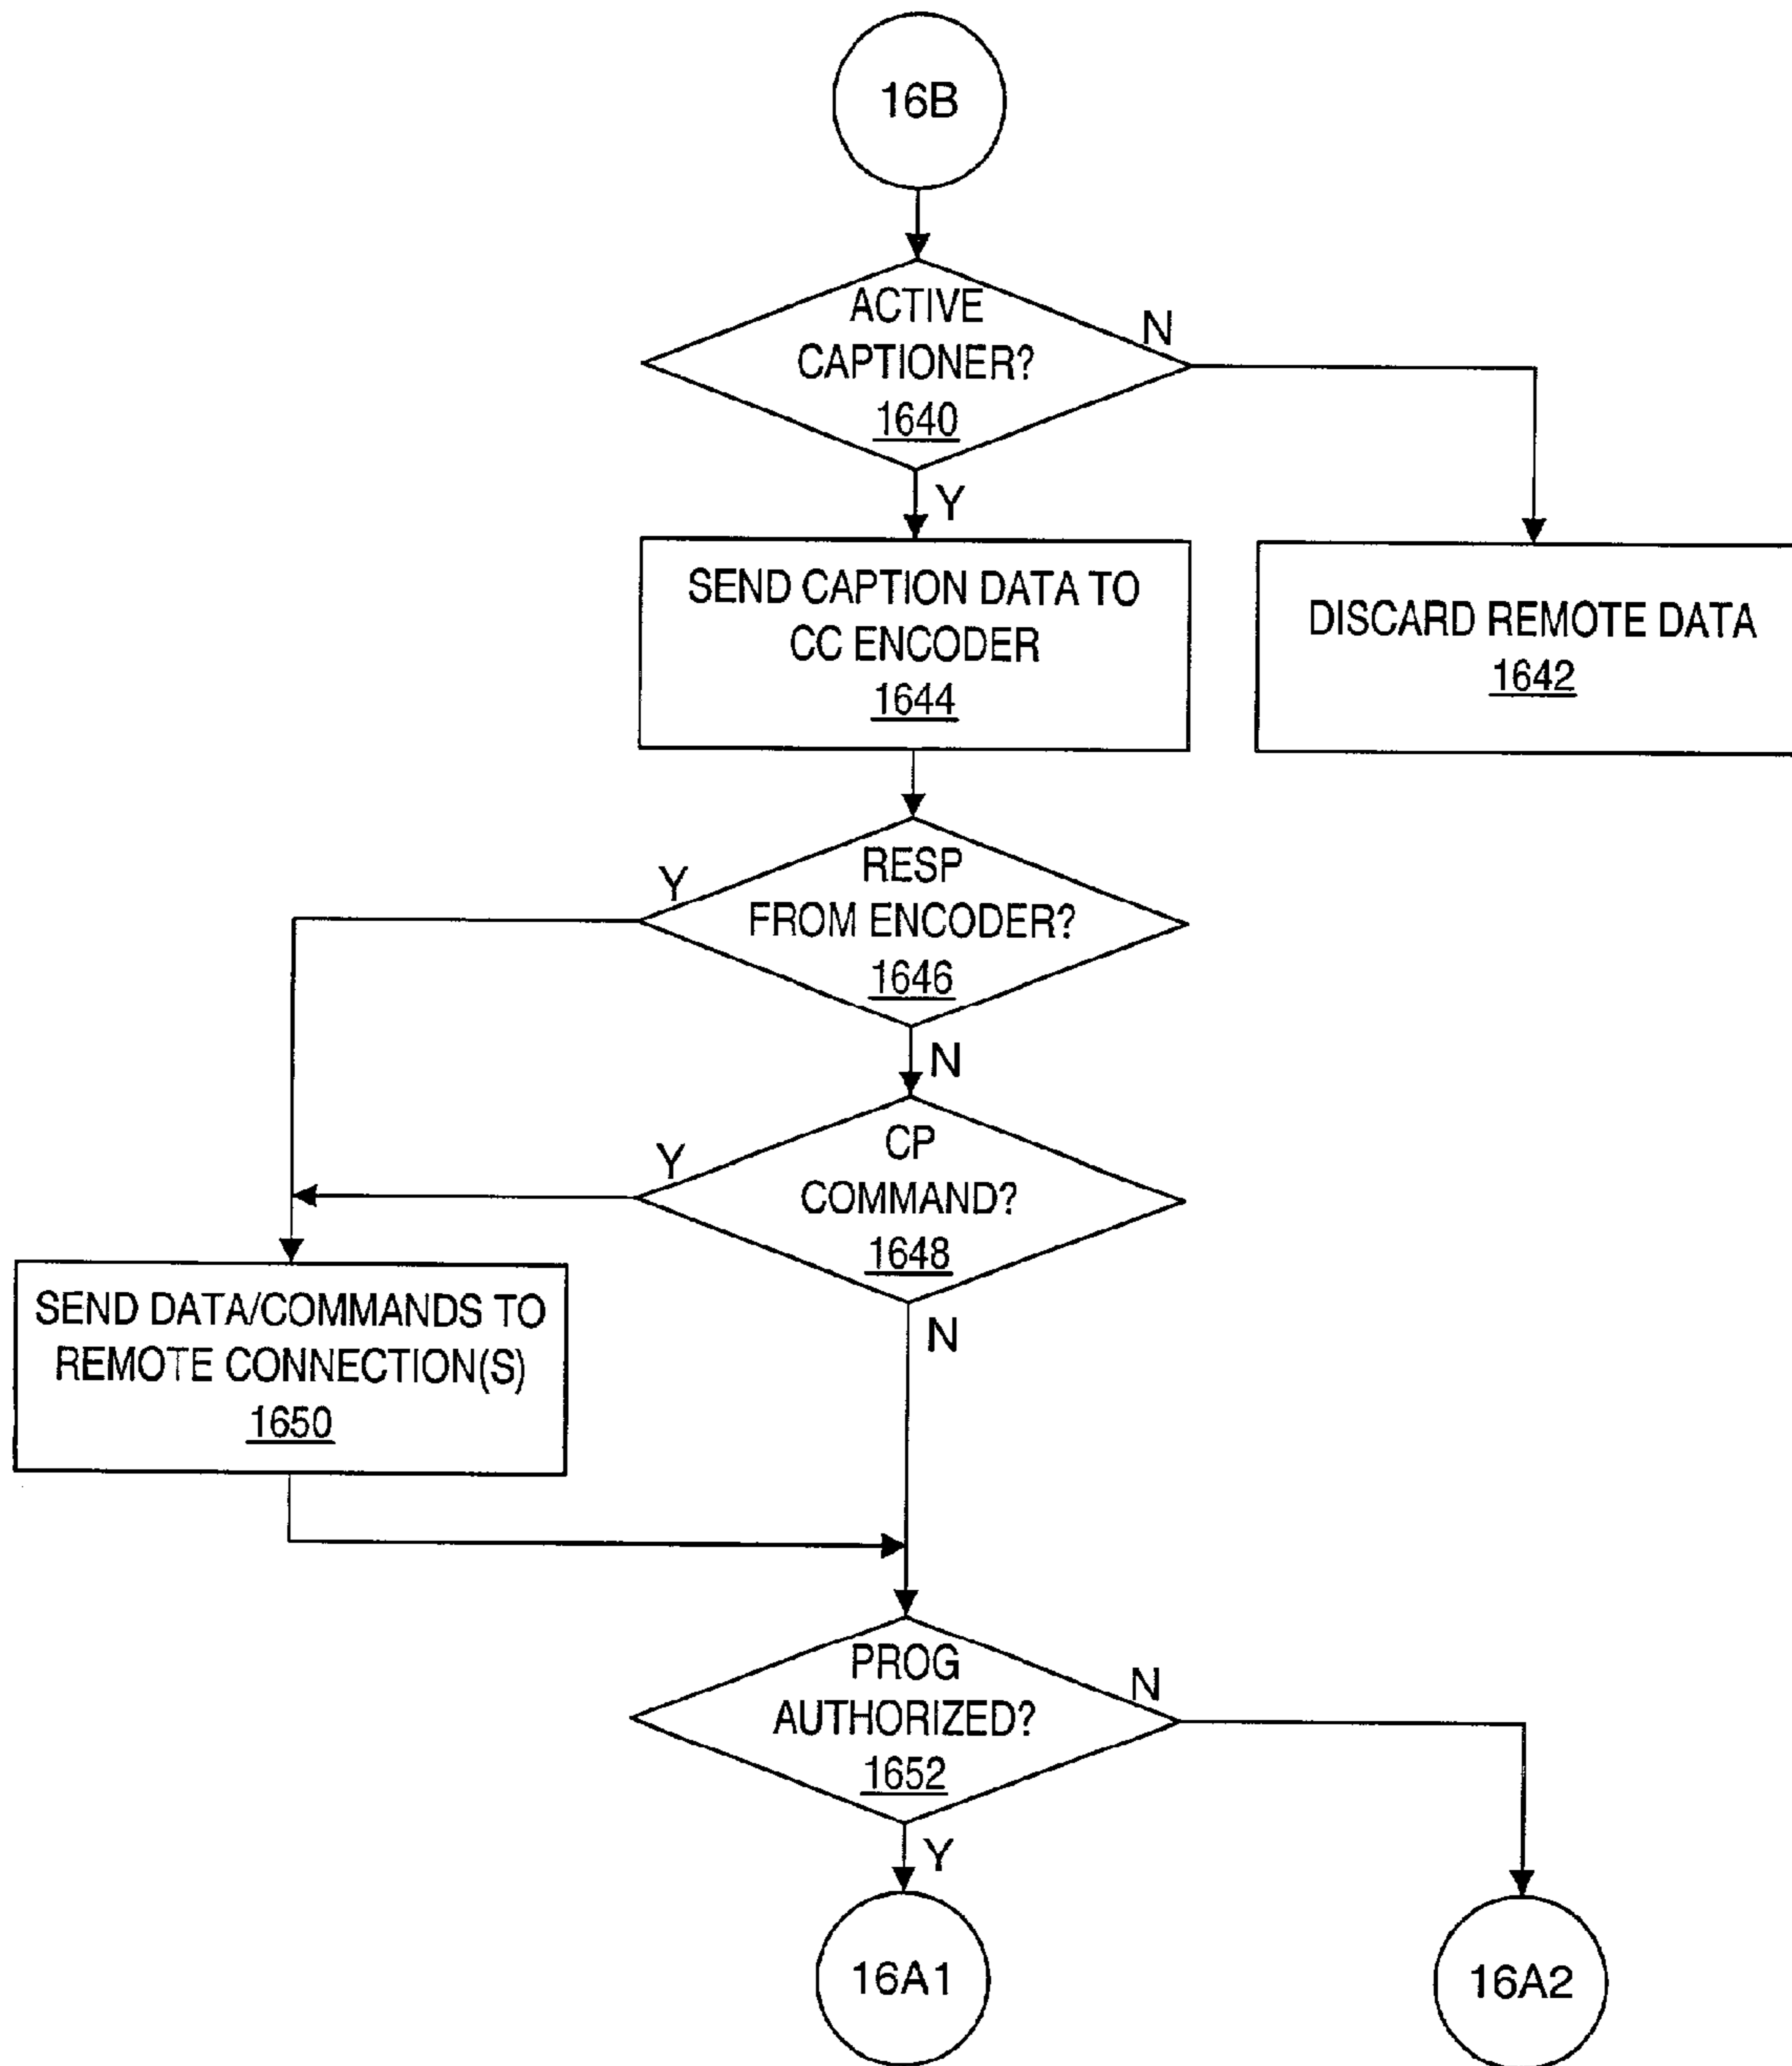 16B
ACTIVE
CAPTIONER?
1640
N
Y
SEND CAPTION DATA TO
CC ENCODER
1644
DISCARD REMOTE DATA
1642
RESP
FROM ENCODER?
1646
Y
N
CP
COMMAND?
1648
Y
N
SEND DATA/COMMANDS TO
REMOTE CONNECTION(S)
1650
PROG
AUTHORIZED?
1652
N
Y
16A1
16A2